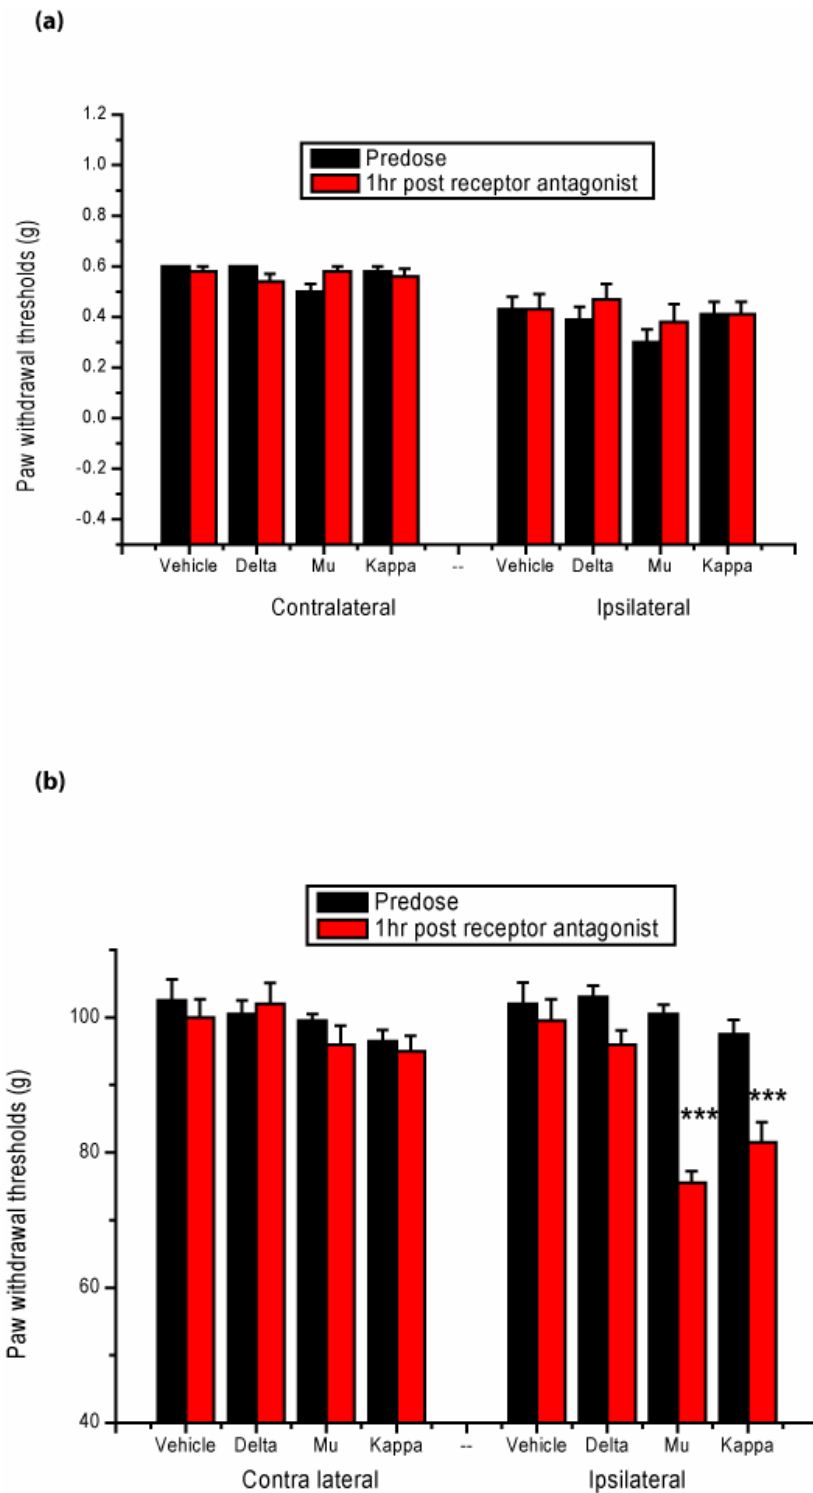 (a)
1.2
1.0
0.8
0.6
0.4
0.2
0.0
-0.2
-0.4
Paw withdrawal thresholds (g)
Predose
1hr post receptor antagonist
Vehicle Delta Mu Kappa -- Vehicle Delta Mu Kappa
Contralateral Ipsilateral
(b)
Predose
1hr post receptor antagonist
100
80
60
40
Paw withdrawal thresholds (g)
***
***
Vehicle Delta Mu Kappa -- Vehicle Delta Mu Kappa
Contra lateral Ipsilateral